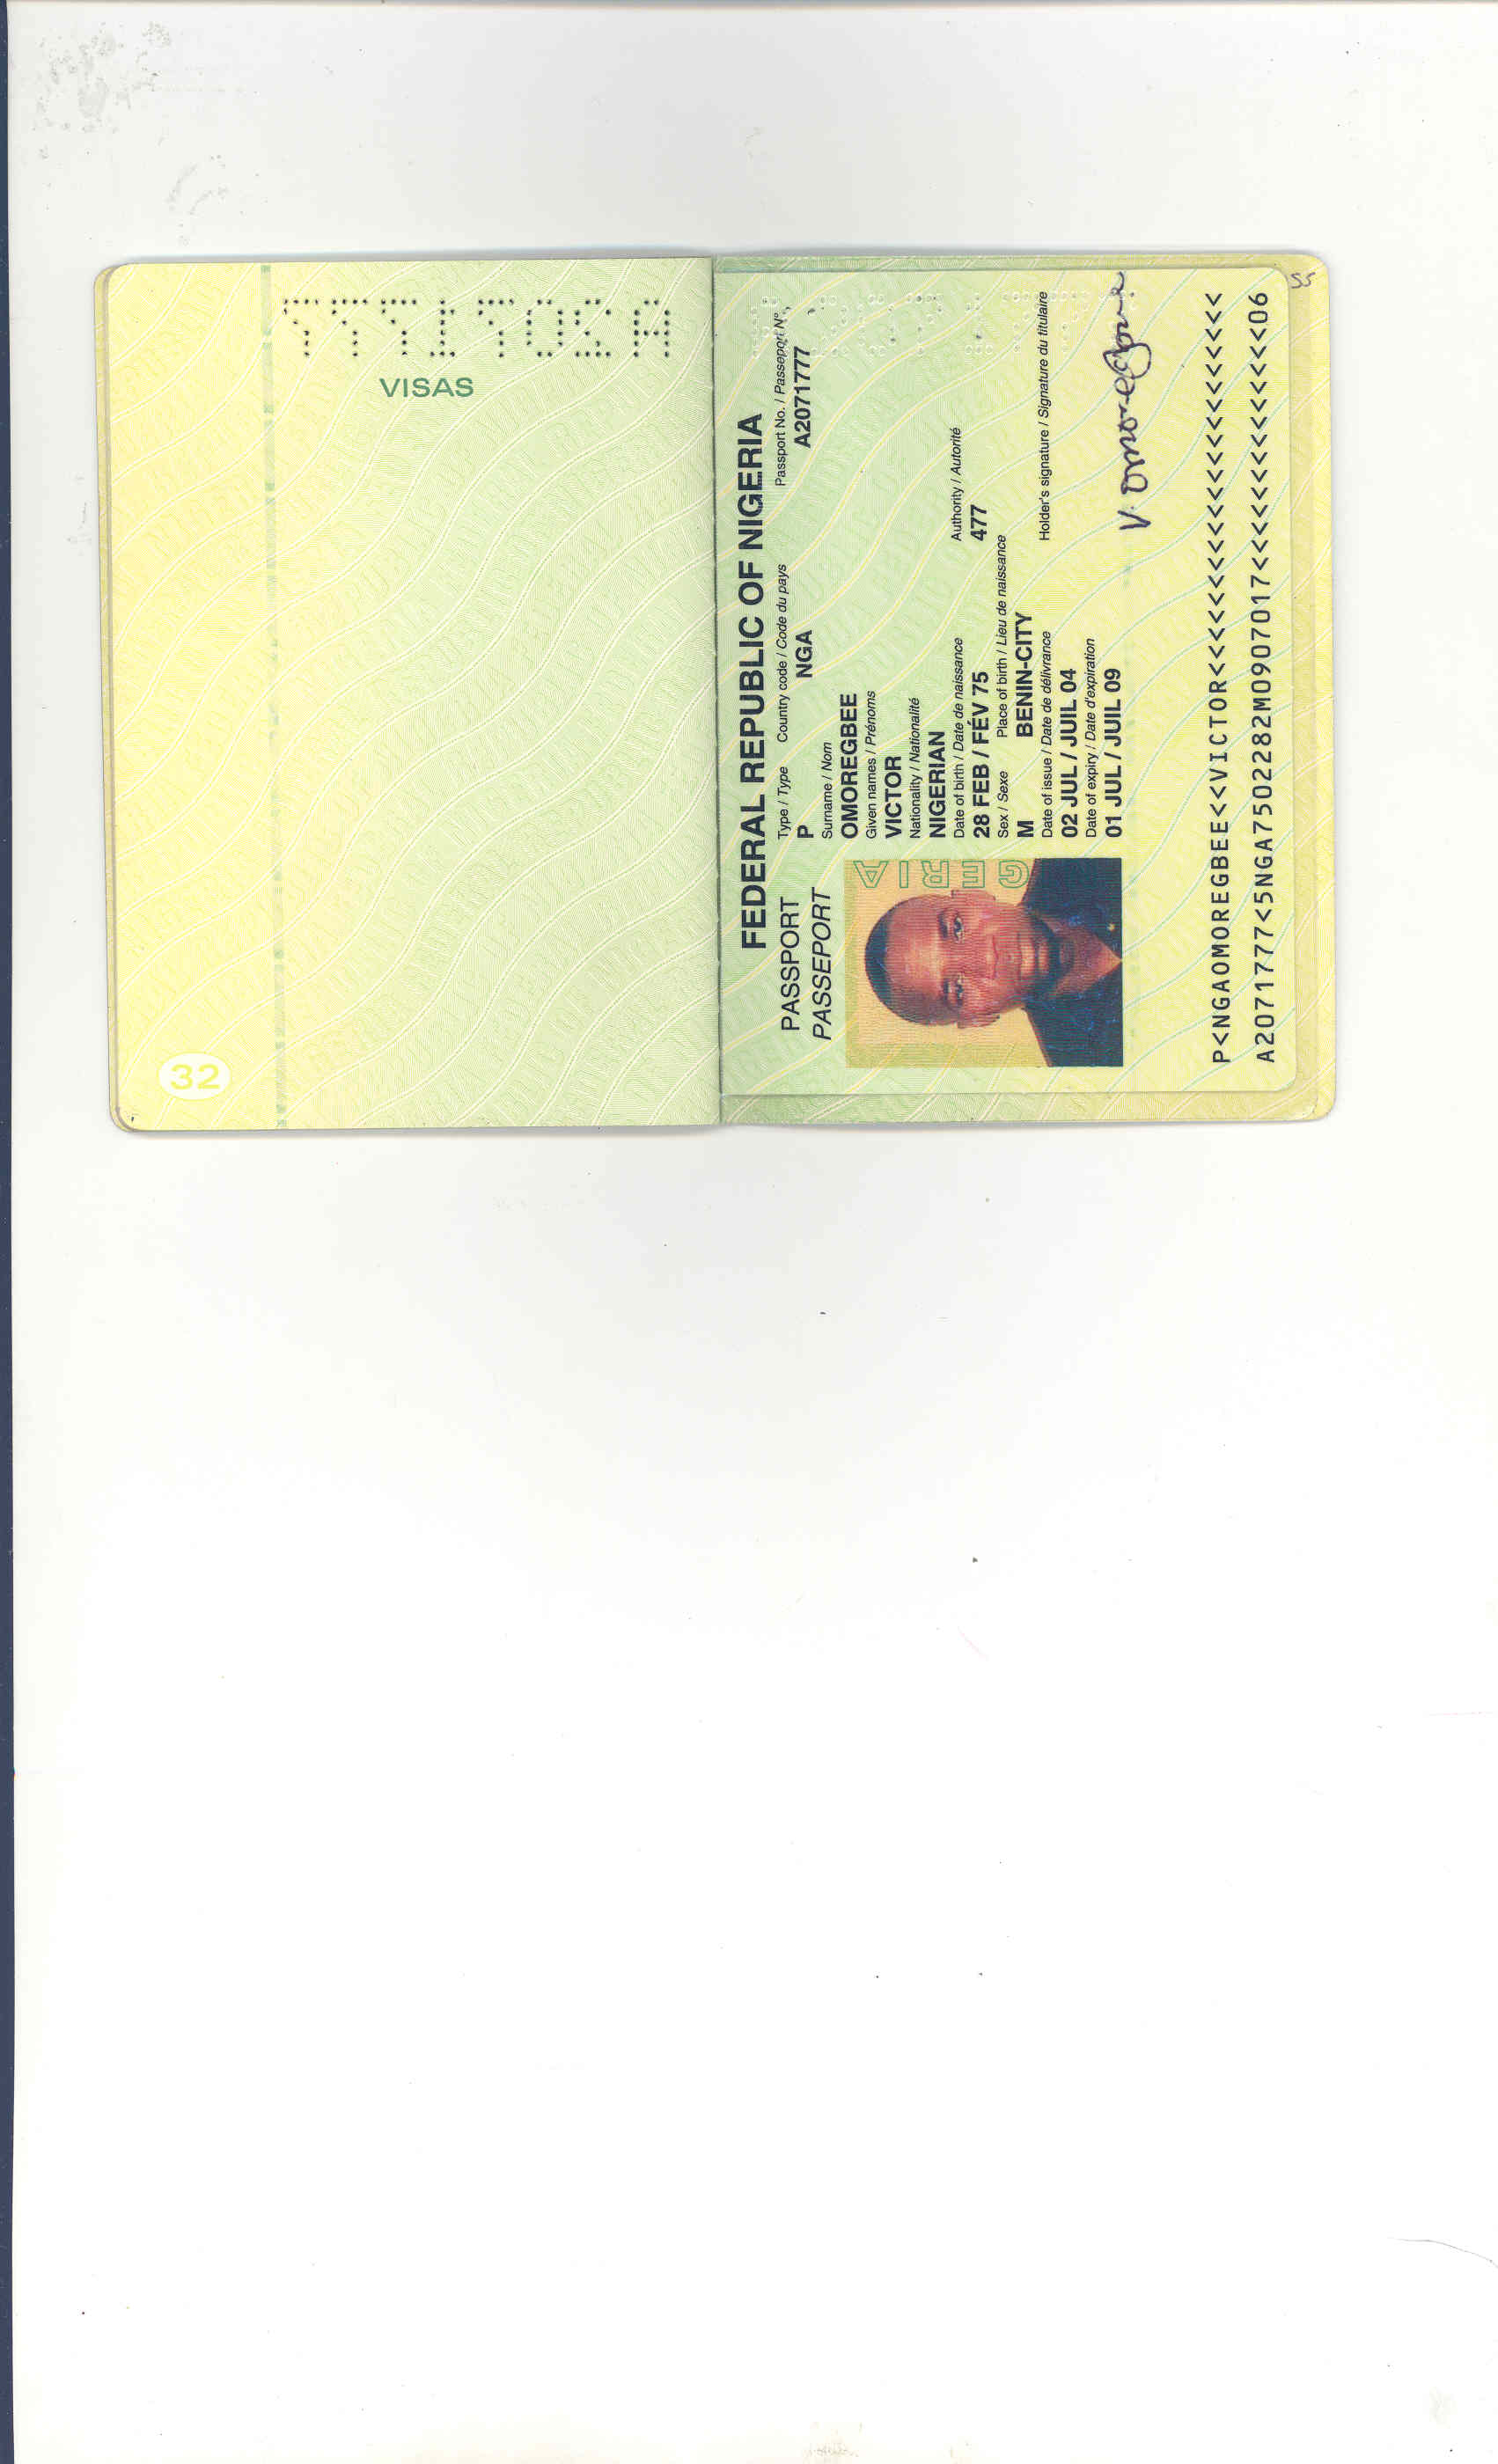 VISAS
32
A2071777
FEDERAL REPUBLIC OF NIGERIA
PASSPORT
PASSEPORT
Type / Type Country code / Code du pays Passport No. / Passeport Nº
P NGA A2071777
Surname / Nom
OMOREGBEE
Given names / Prénoms
VICTOR
Nationality / Nationalité
NIGERIAN
Date of birth / Date de naissance Authority / Autorité
28 FEB / FÉV 75 477
Sex / Sexe Place of birth / Lieu de naissance
M BENIN-CITY
Date of issue / Date de délivrance Holder's signature / Signature du titulaire
02 JUL / JUIL 04
Date of expiry / Date d'expiration
01 JUL / JUIL 09
GERIA
P<NGAOMOREGBEE<<VICTOR<<<<<<<<<<<<<<<<<<<<<<
A2071777<5NGA7502282M0907017<<<<<<<<<<<<<<06